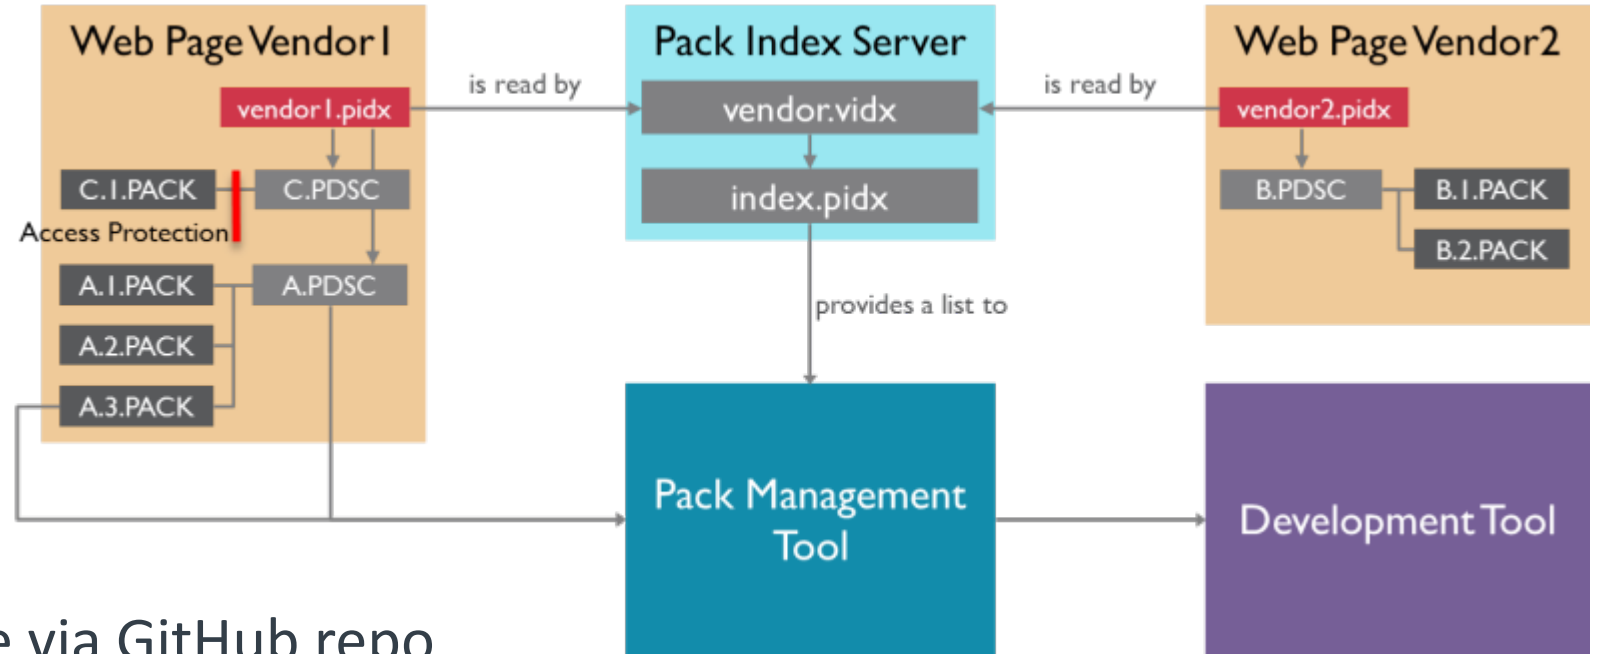 Web Page Vendor1
vendor1.pidx
C.1.PACK
C.PDSC
Access Protection
A.1.PACK
A.PDSC
A.2.PACK
A.3.PACK
is read by
Pack Index Server
vendor.vidx
index.pidx
provides a list to
is read by
Web Page Vendor2
vendor2.pidx
B.PDSC
B.1.PACK
B.2.PACK
Pack Management
Tool
Development Tool
via GitHub repo